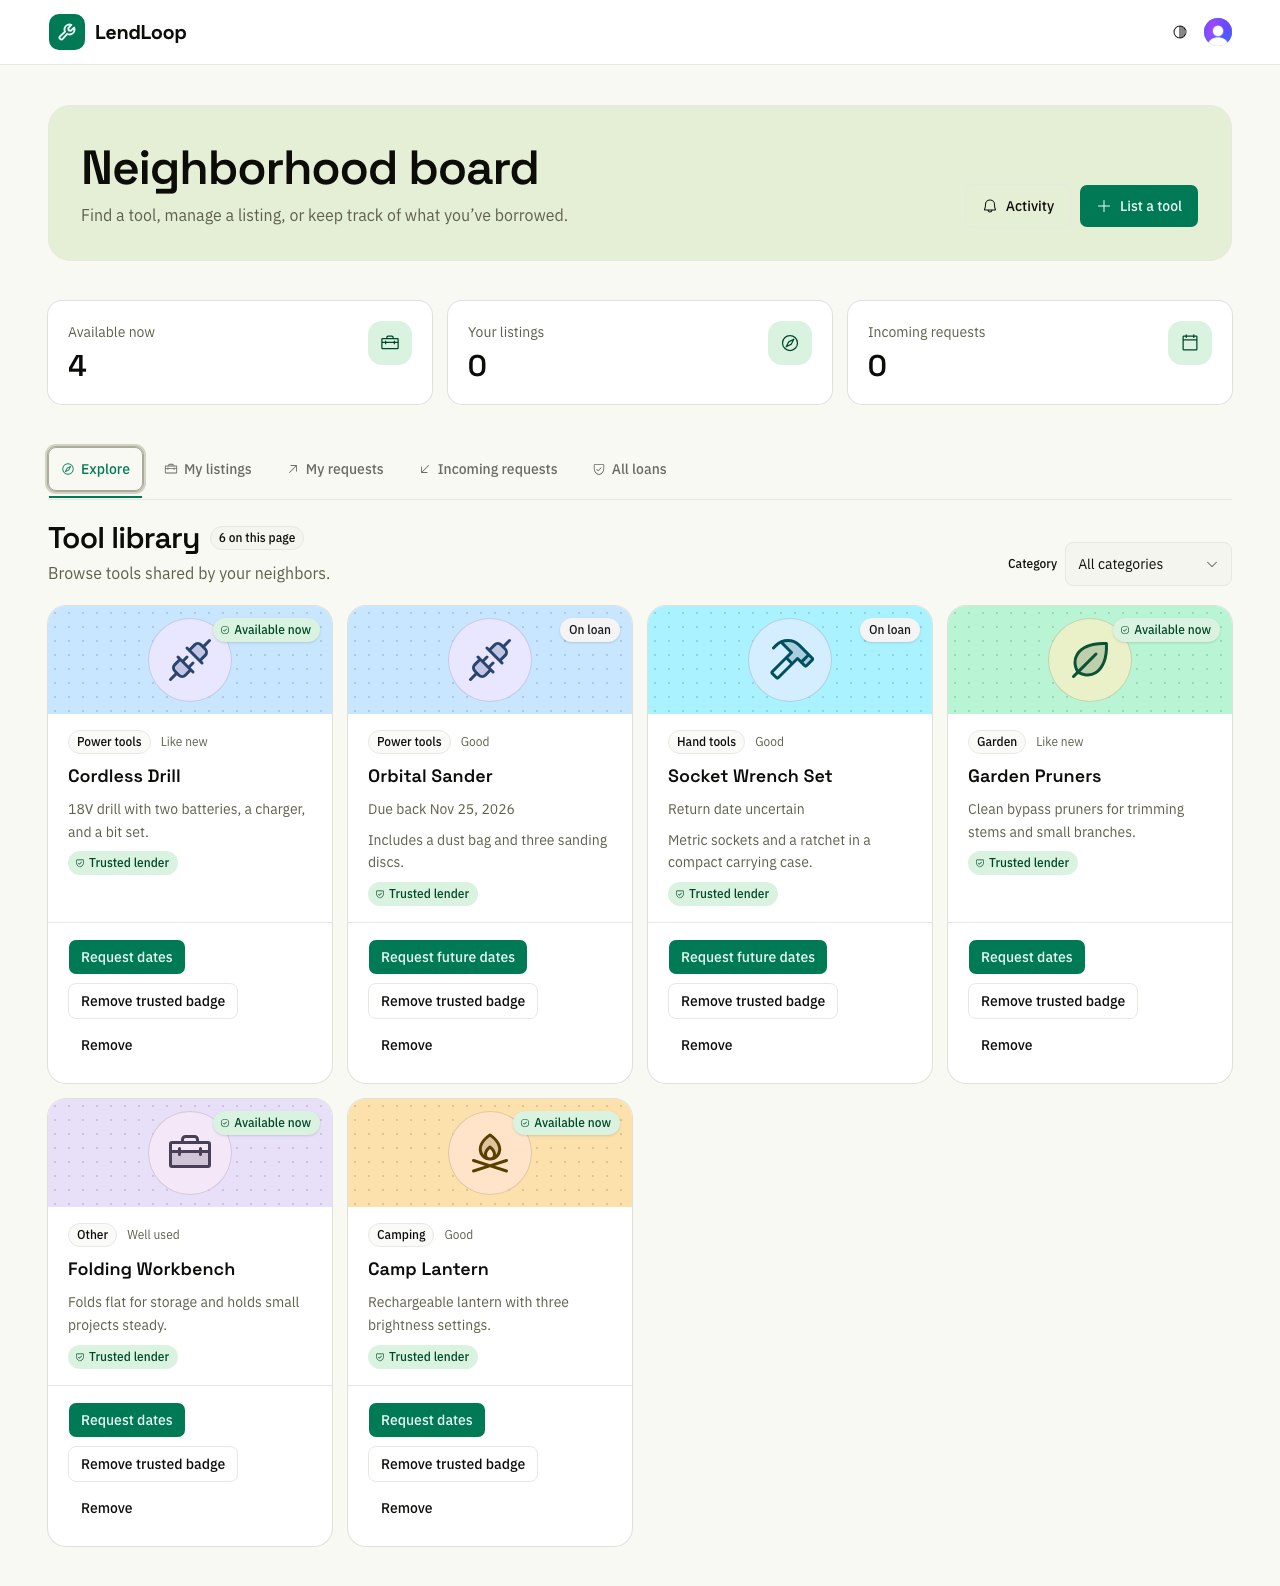 LendLoop
Neighborhood board
Find a tool, manage a listing, or keep track of what you’ve borrowed.
Activity
List a tool
Available now
4
Your listings
0
Incoming requests
0
Explore
My listings
My requests
Incoming requests
All loans
Tool library
6 on this page
Browse tools shared by your neighbors.
Category
All categories
Available now
Power tools
Like new
Cordless Drill
18V drill with two batteries, a charger,
and a bit set.
Trusted lender
Request dates
Remove trusted badge
Remove
On loan
Power tools
Good
Orbital Sander
Due back Nov 25, 2026
Includes a dust bag and three sanding
discs.
Trusted lender
Request future dates
Remove trusted badge
Remove
On loan
Hand tools
Good
Socket Wrench Set
Return date uncertain
Metric sockets and a ratchet in a
compact carrying case.
Trusted lender
Request future dates
Remove trusted badge
Remove
Available now
Garden
Like new
Garden Pruners
Clean bypass pruners for trimming
stems and small branches.
Trusted lender
Request dates
Remove trusted badge
Remove
Available now
Other
Well used
Folding Workbench
Folds flat for storage and holds small
projects steady.
Trusted lender
Request dates
Remove trusted badge
Remove
Available now
Camping
Good
Camp Lantern
Rechargeable lantern with three
brightness settings.
Trusted lender
Request dates
Remove trusted badge
Remove